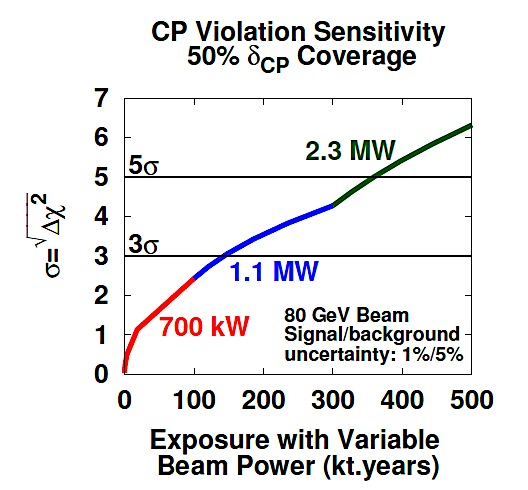 CP Violation Sensitivity
50% δCP Coverage
7
6
5
4
3
2
1
0
σ=√Δχ²
5σ
3σ
2.3 MW
1.1 MW
700 kW
80 GeV Beam
Signal/background
uncertainty: 1%/5%
0 100 200 300 400 500
Exposure with Variable
Beam Power (kt.years)